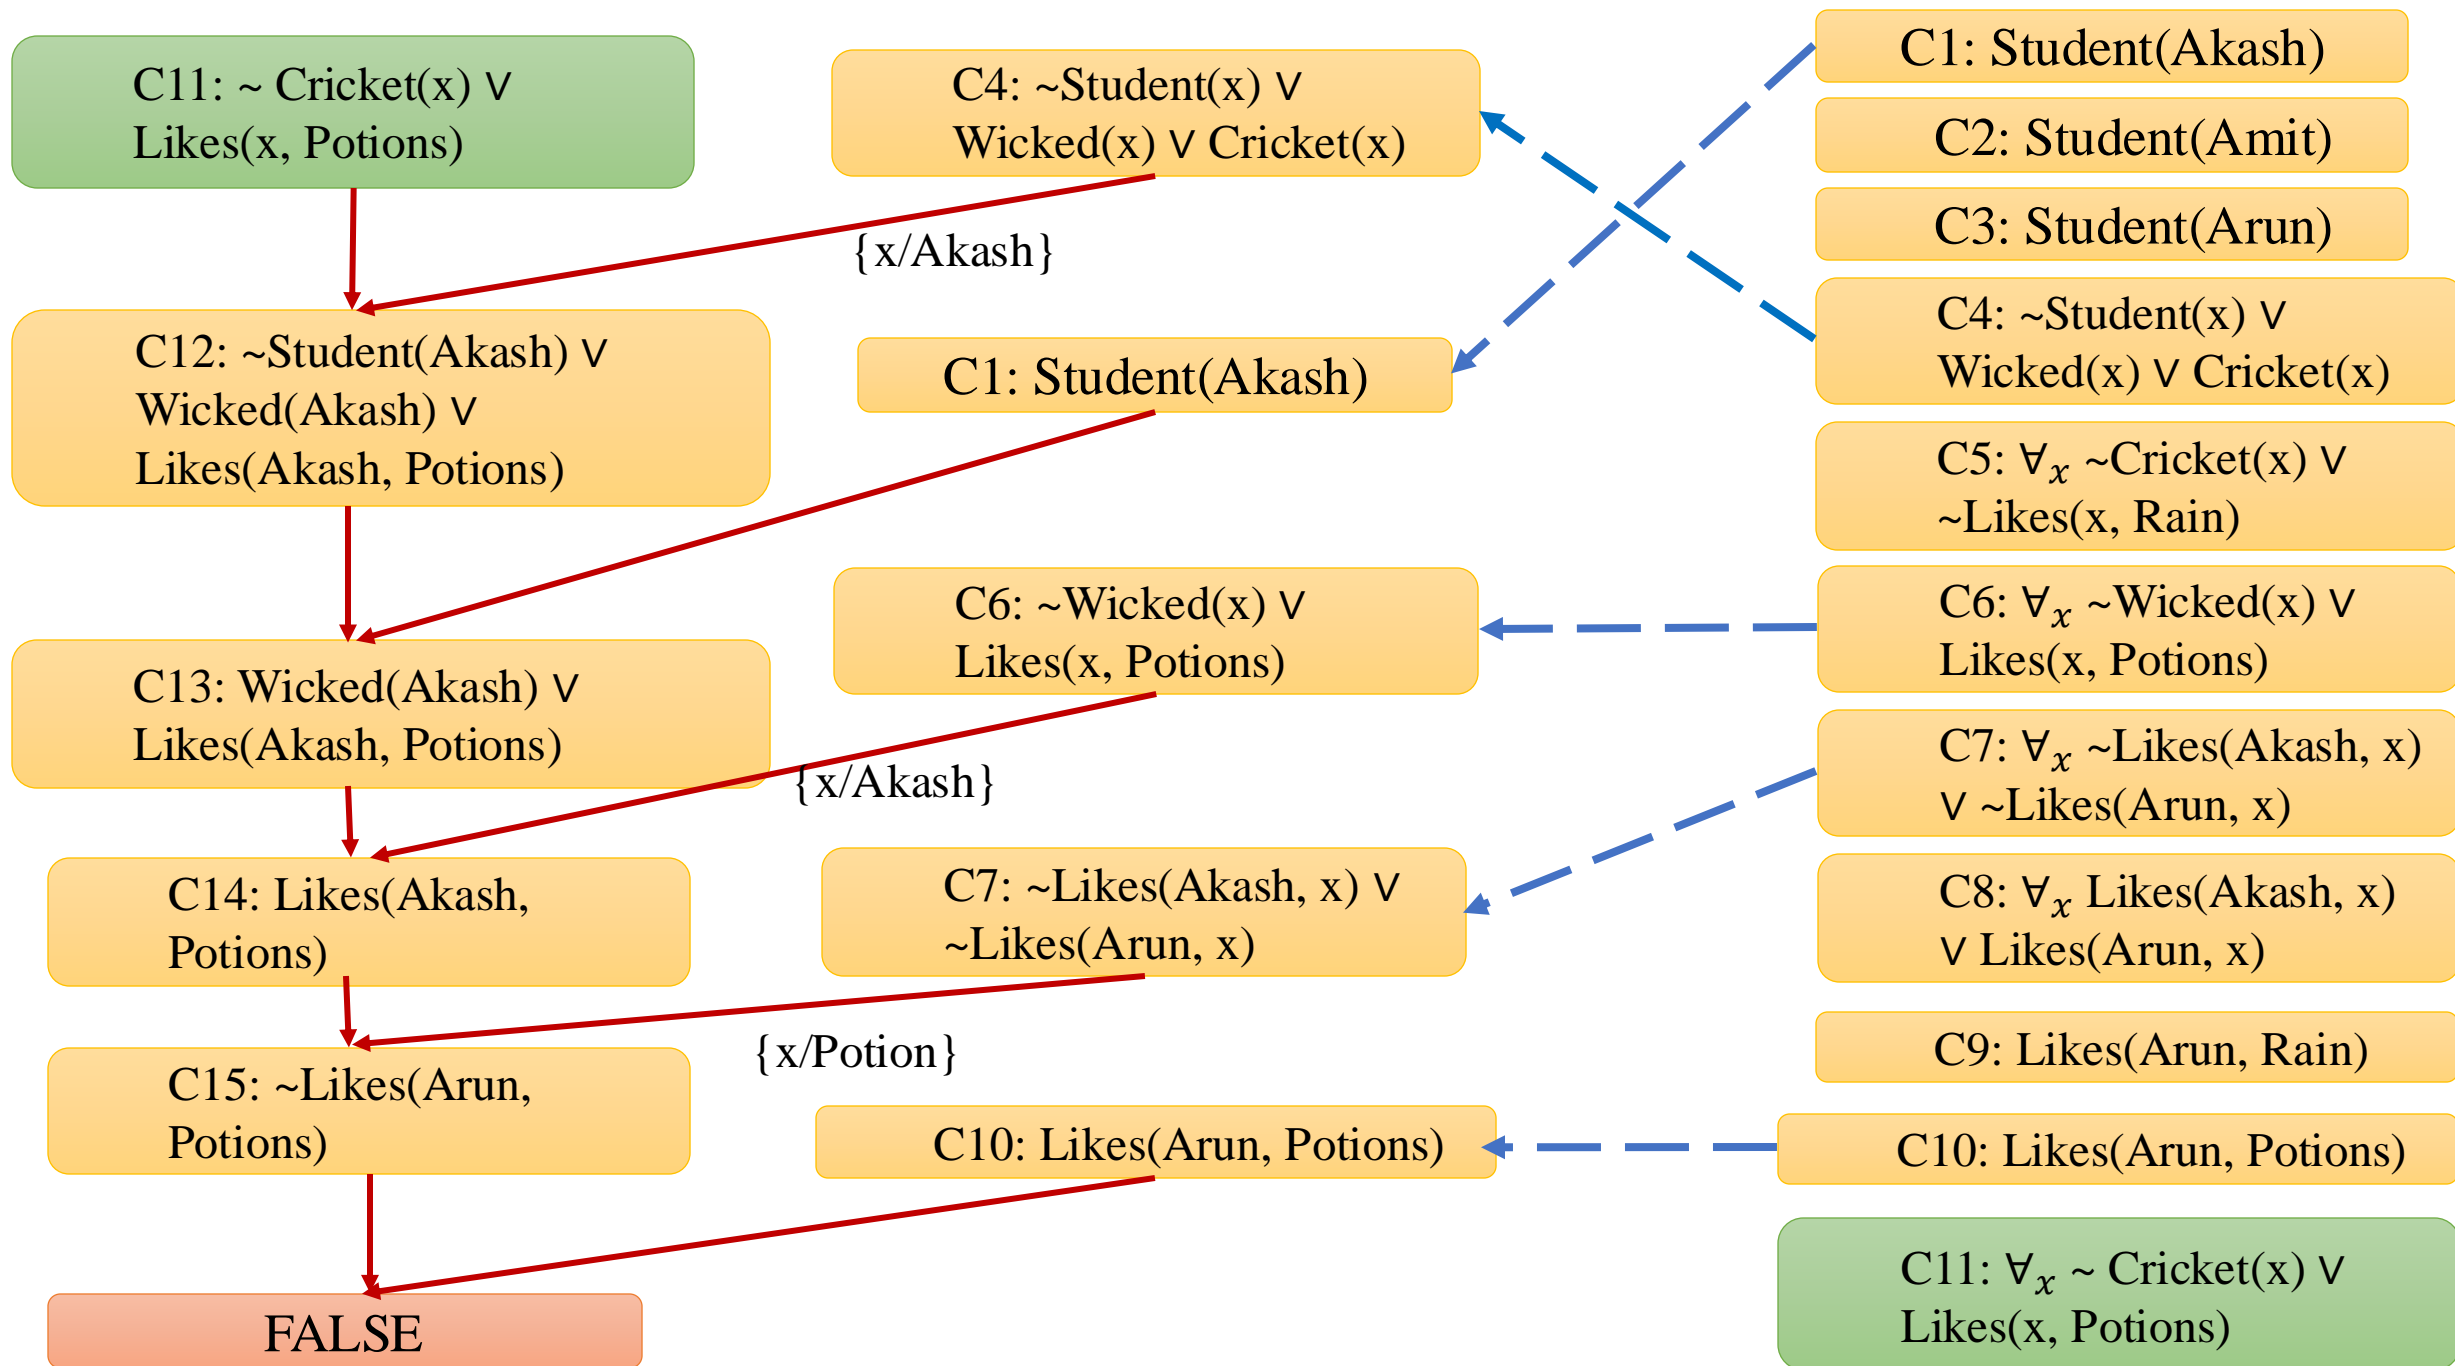 C11: ~ Cricket(x) ∨
Likes(x, Potions)
C4: ~Student(x) ∨
Wicked(x) ∨ Cricket(x)
{x/Akash}
C12: ~Student(Akash) ∨
Wicked(Akash) ∨
Likes(Akash, Potions)
C1: Student(Akash)
C13: Wicked(Akash) ∨
Likes(Akash, Potions)
C6: ~Wicked(x) ∨
Likes(x, Potions)
{x/Akash}
C14: Likes(Akash,
Potions)
C7: ~Likes(Akash, x) ∨
~Likes(Arun, x)
{x/Potion}
C15: ~Likes(Arun,
Potions)
C10: Likes(Arun, Potions)
FALSE
C1: Student(Akash)
C2: Student(Amit)
C3: Student(Arun)
C4: ~Student(x) ∨
Wicked(x) ∨ Cricket(x)
C5: ∀x ~Cricket(x) ∨
~Likes(x, Rain)
C6: ∀x ~Wicked(x) ∨
Likes(x, Potions)
C7: ∀x ~Likes(Akash, x)
∨ ~Likes(Arun, x)
C8: ∀x Likes(Akash, x)
∨ Likes(Arun, x)
C9: Likes(Arun, Rain)
C10: Likes(Arun, Potions)
C11: ∀x ~ Cricket(x) ∨
Likes(x, Potions)